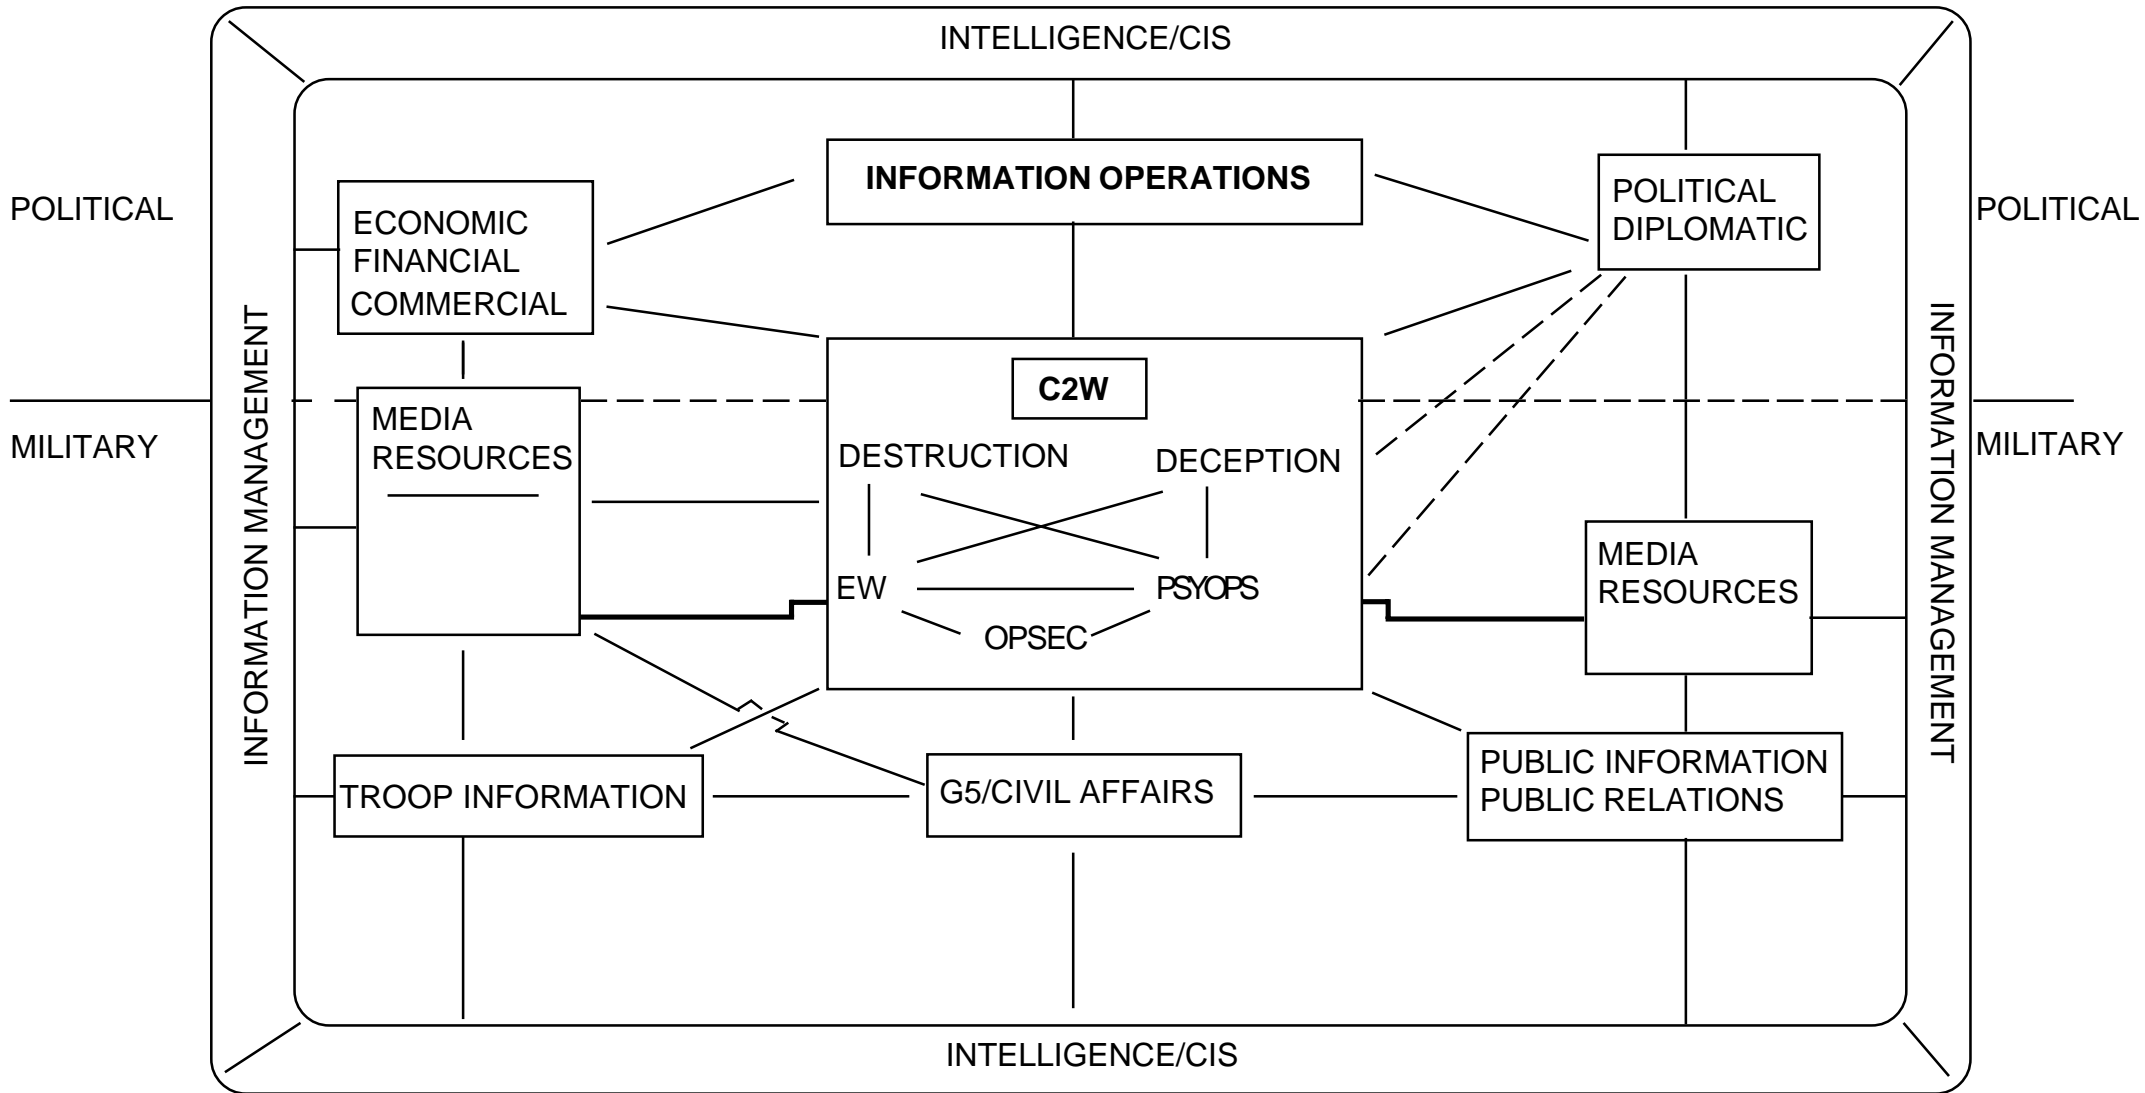 INTELLIGENCE/CIS
INFORMATION OPERATIONS
POLITICAL
DIPLOMATIC
POLITICAL
POLITICAL
ECONOMIC
FINANCIAL
COMMERCIAL
INFORMATION MANAGEMENT
INFORMATION MANAGEMENT
C2W
MEDIA
RESOURCES
MILITARY
MILITARY
DESTRUCTION
DECEPTION
EW
PSYOPS
OPSEC
MEDIA
RESOURCES
TROOP INFORMATION
G5/CIVIL AFFAIRS
PUBLIC INFORMATION
PUBLIC RELATIONS
INTELLIGENCE/CIS